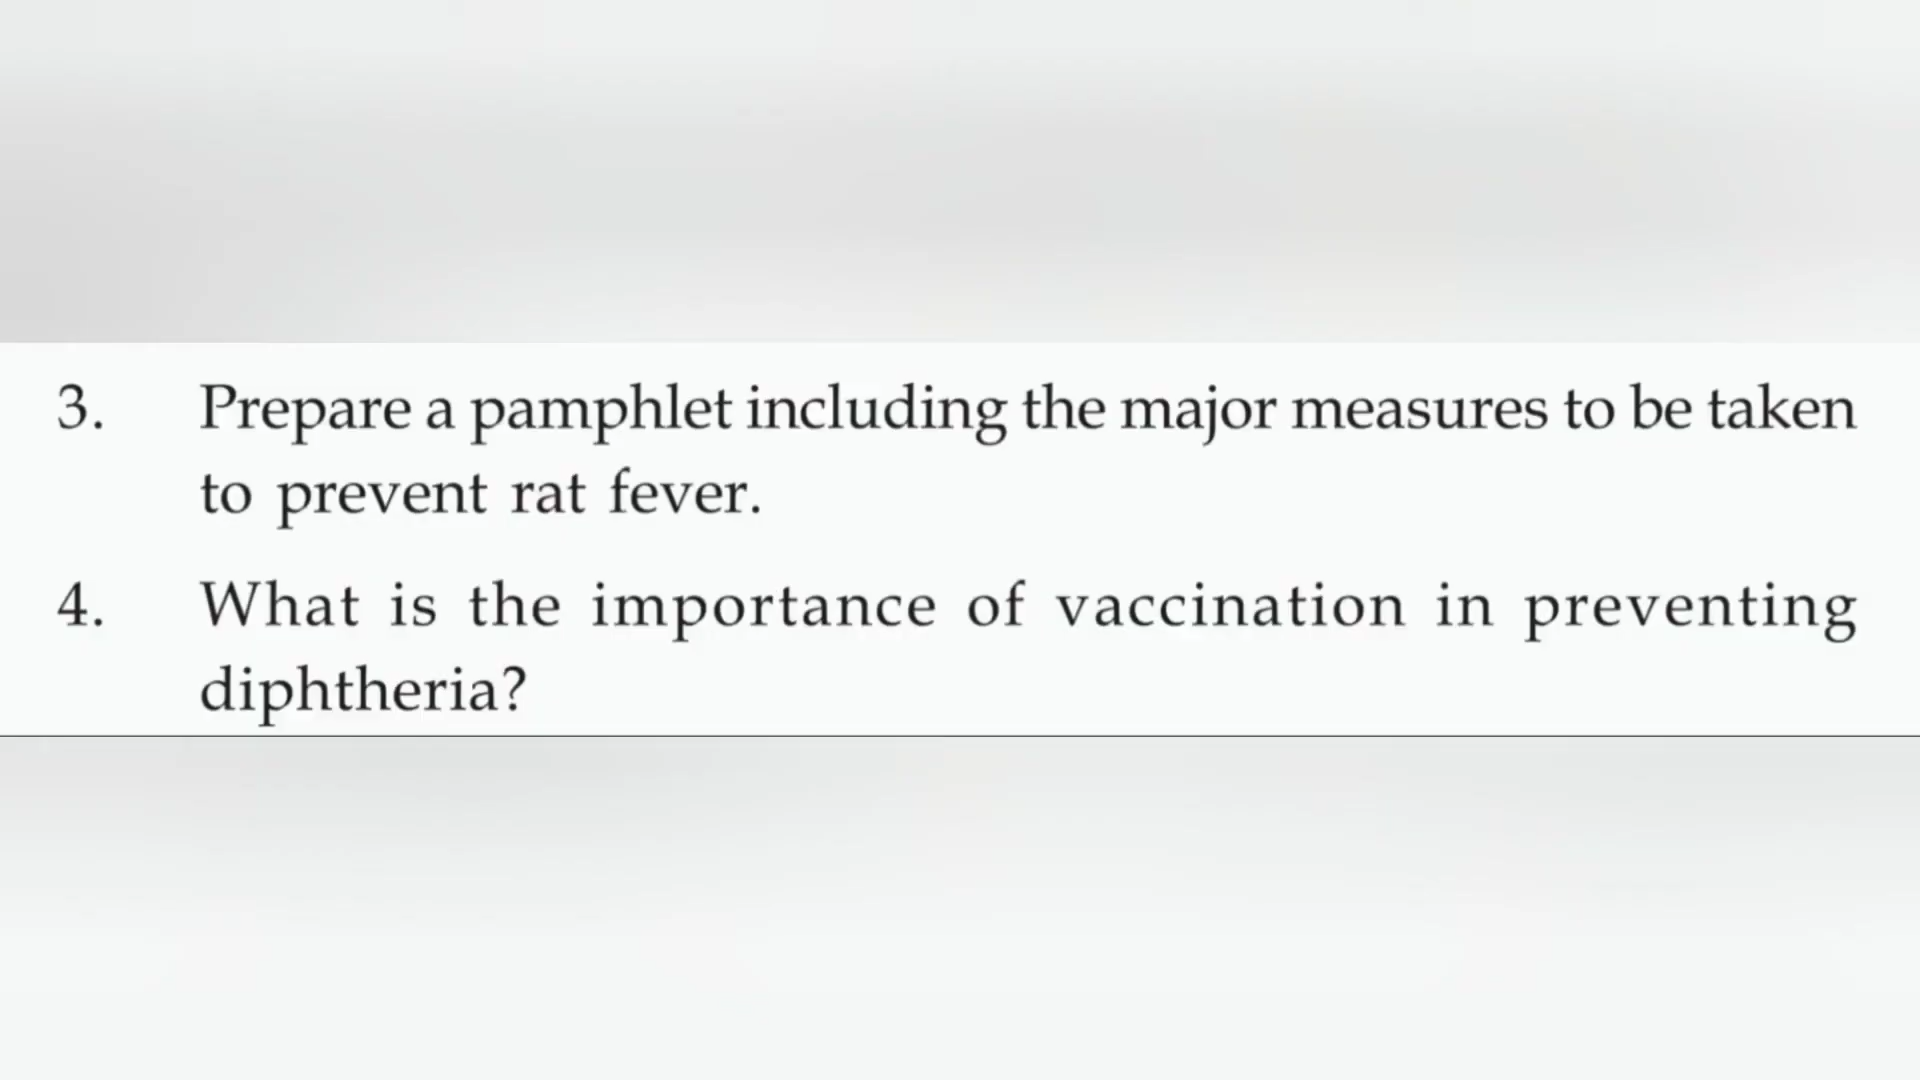 3. Prepare a pamphlet including the major measures to be taken
to prevent rat fever.
4. What is the importance of vaccination in preventing
diphtheria?